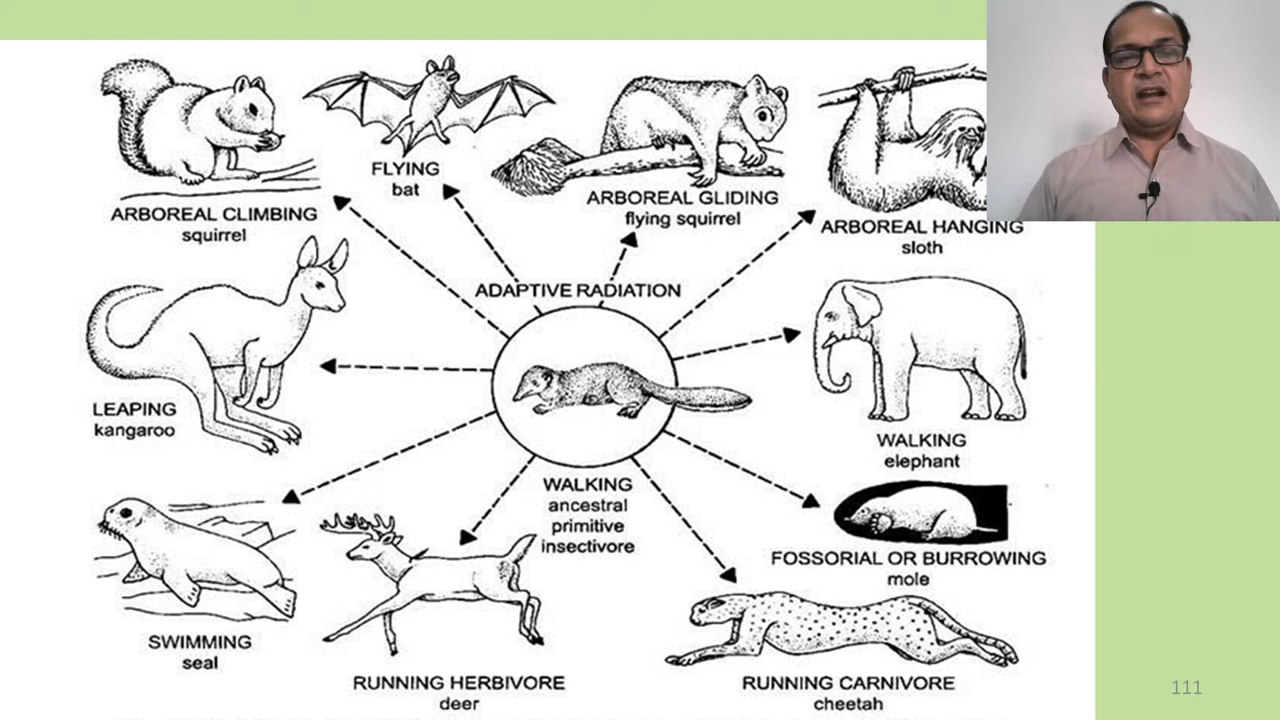 FLYING
bat
ARBOREAL CLIMBING
squirrel
ARBOREAL GLIDING
flying squirrel
ARBOREAL HANGING
sloth
ADAPTIVE RADIATION
LEAPING
kangaroo
WALKING
elephant
WALKING
ancestral
primitive
insectivore
FOSSORIAL OR BURROWING
mole
SWIMMING
seal
RUNNING HERBIVORE
deer
RUNNING CARNIVORE
cheetah
111